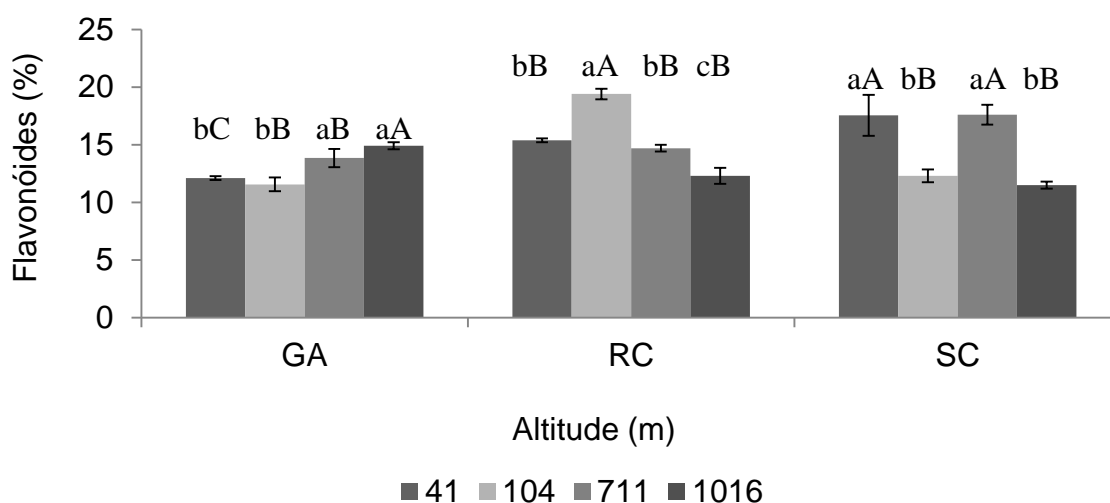 Flavonóides (%)
25
20
15
10
5
0
bC bB aB aA
bB aA bB cB
aA bB aA bB
GA RC SC
Altitude (m)
41 104 711 1016